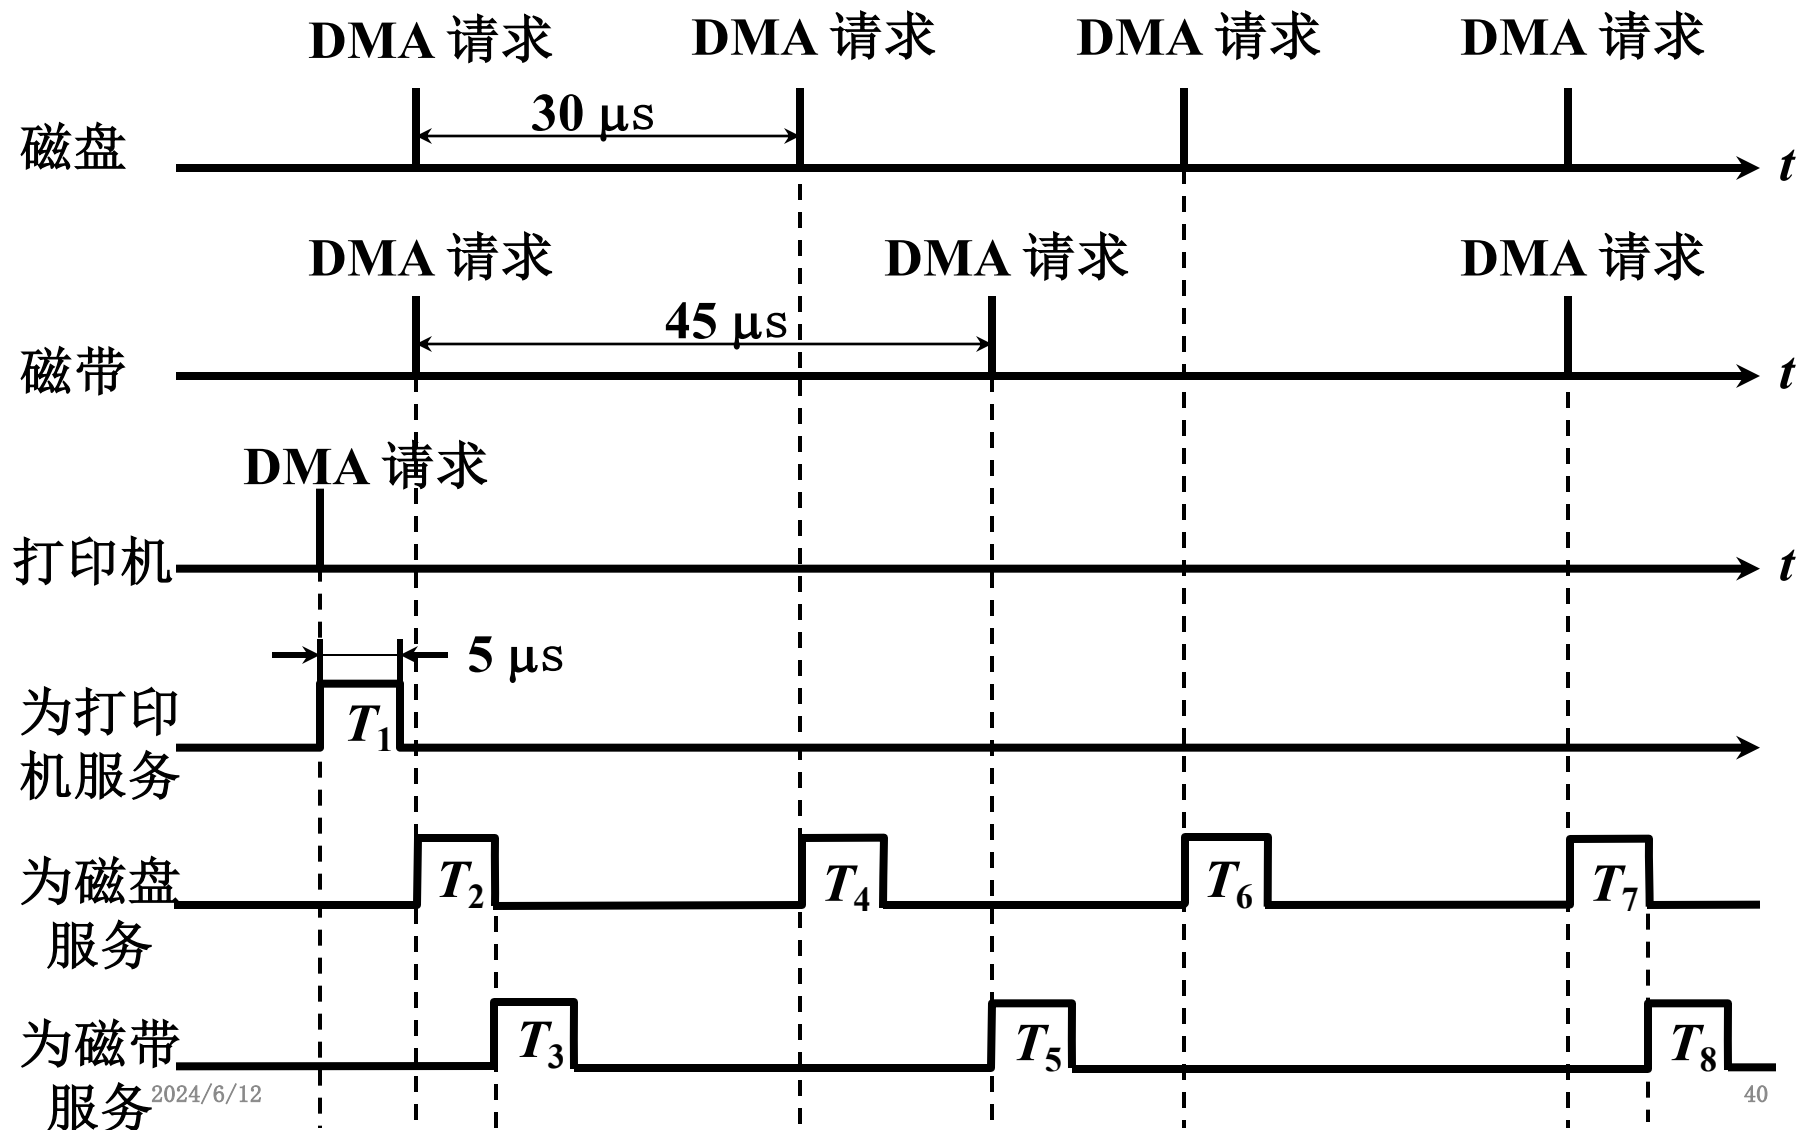 DMA 请求 DMA 请求 DMA 请求 DMA 请求
30 μs
磁盘 t
DMA 请求 DMA 请求 DMA 请求
45 μs
磁带 t
DMA 请求
打印机 t
5 μs
为打印
机服务
T1
为磁盘
服务
T2 T4 T6 T7
为磁带
服务
T3 T5 T8
2024/6/12 40